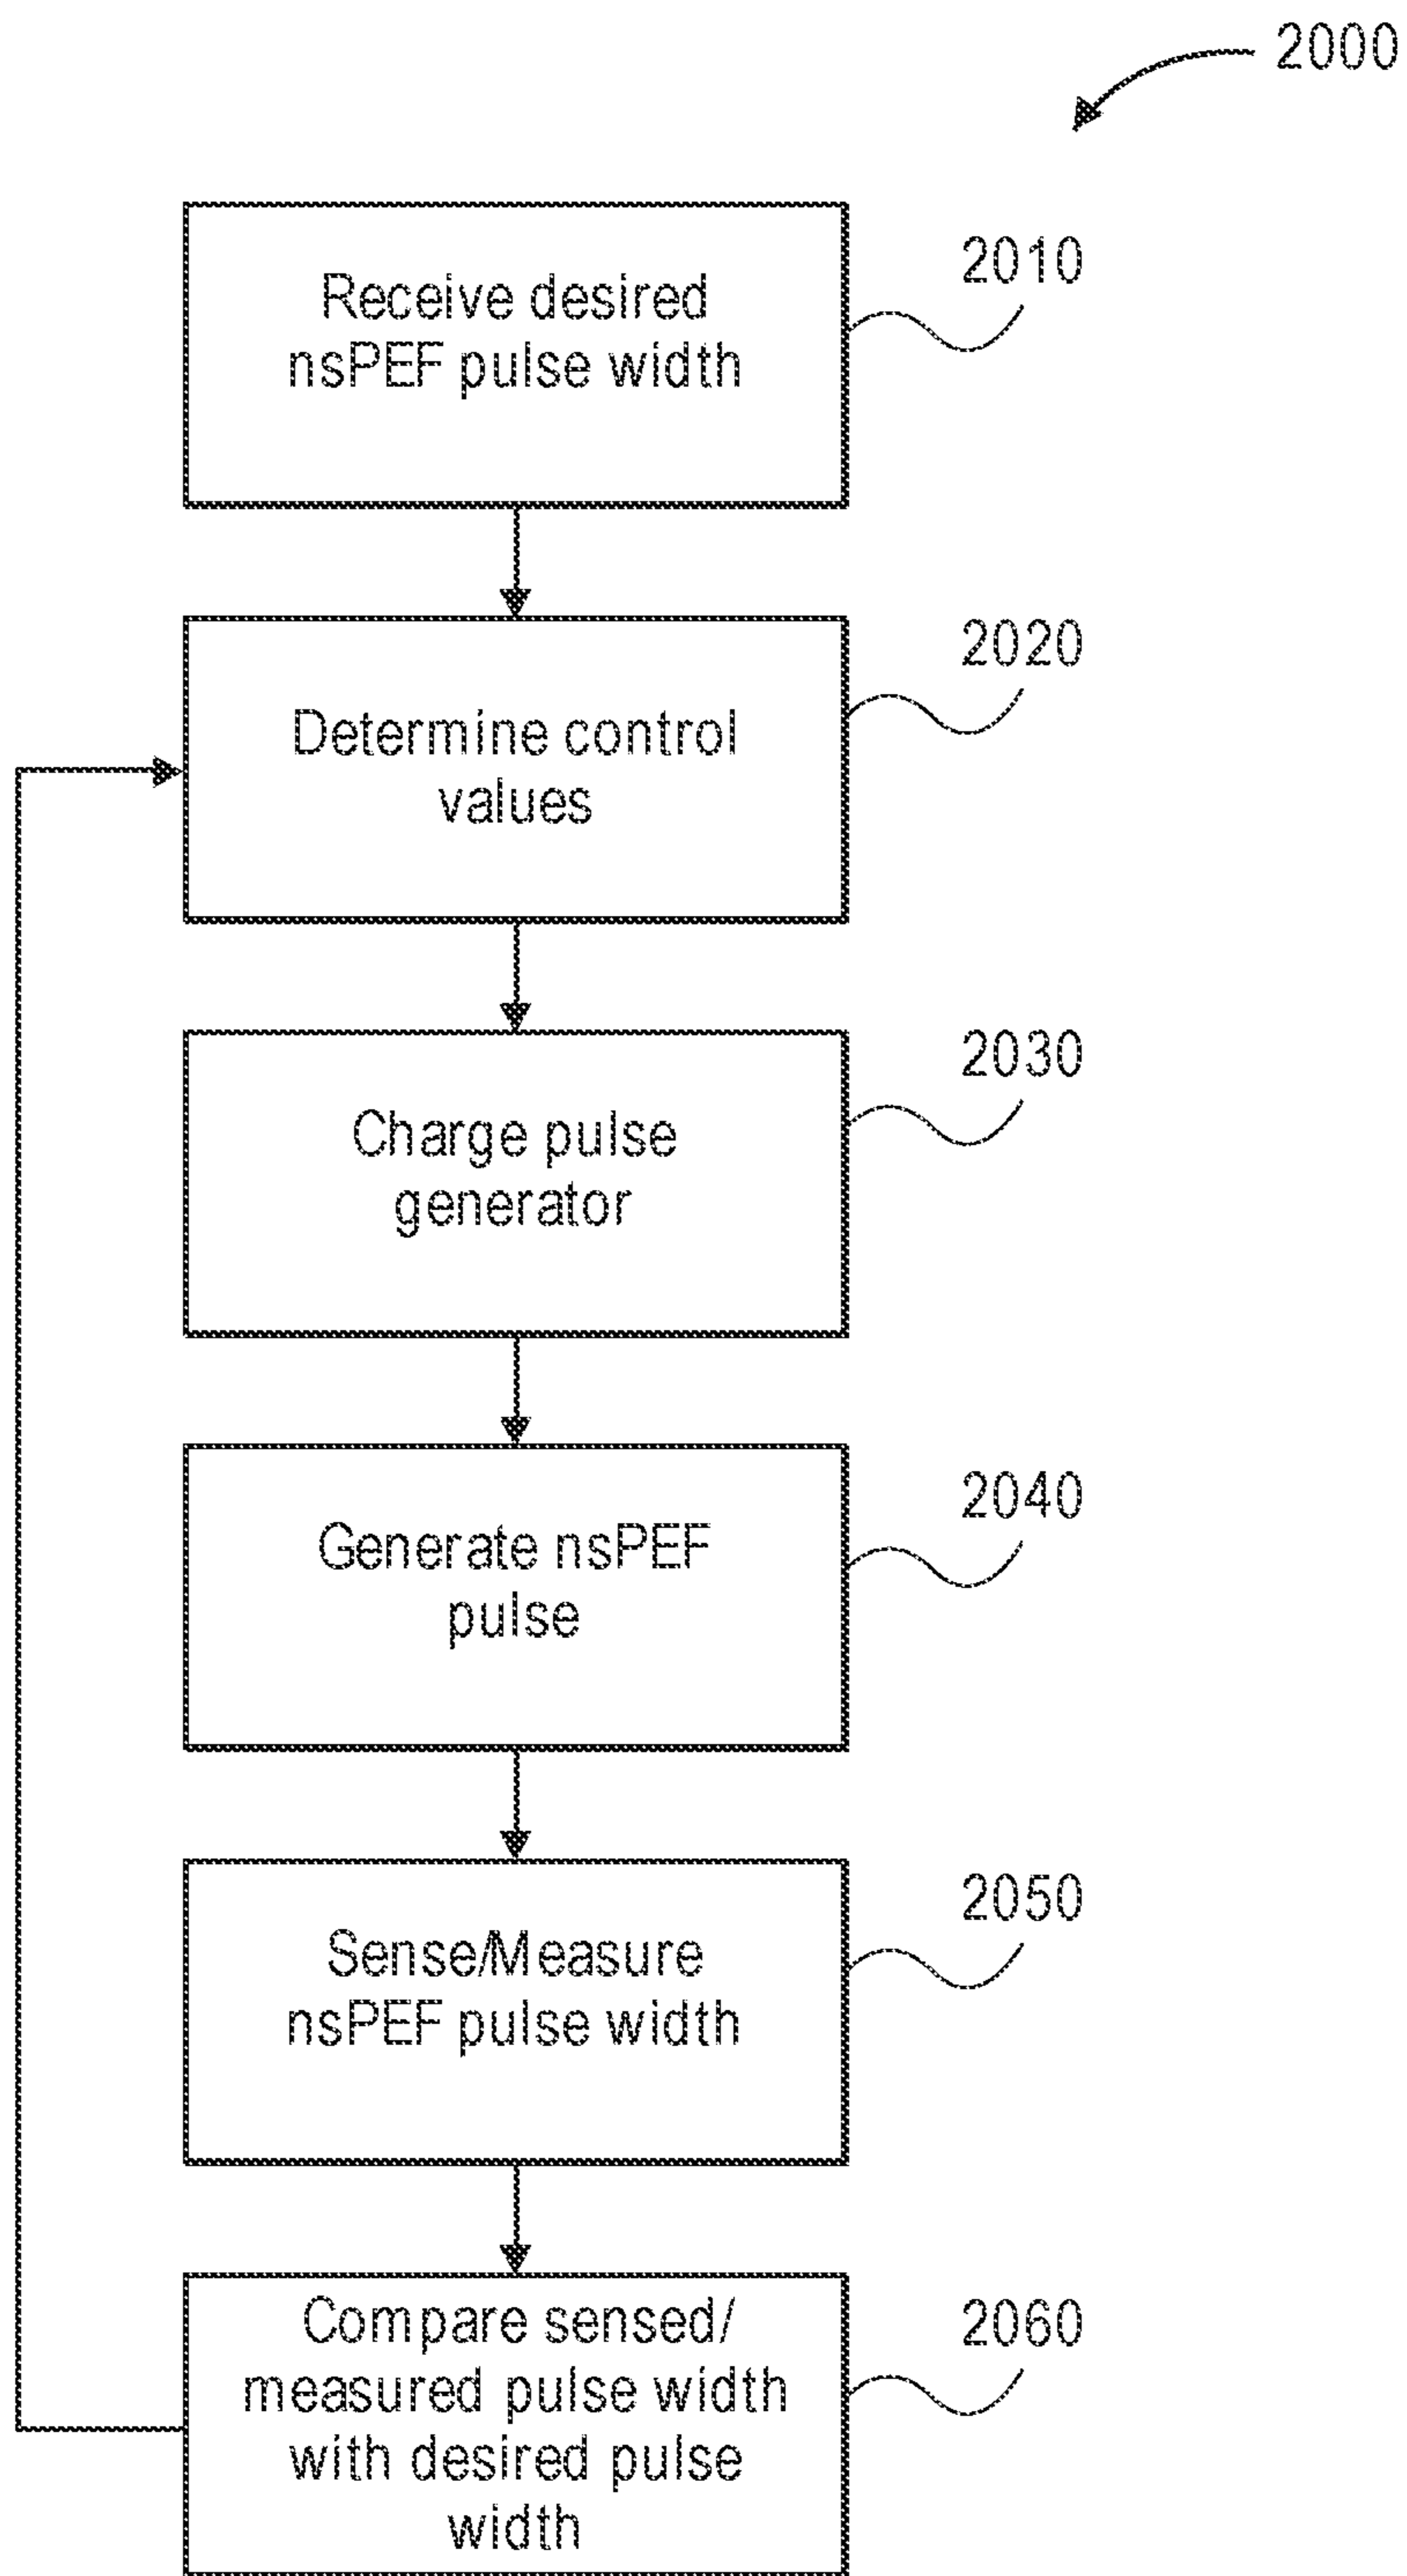 2000
Receive desired
nsPEF pulse width
2010
Determine control
values
2020
Charge pulse
generator
2030
Generate nsPEF
pulse
2040
Sense/Measure
nsPEF pulse width
2050
Compare sensed/
measured pulse width
with desired pulse
width
2060